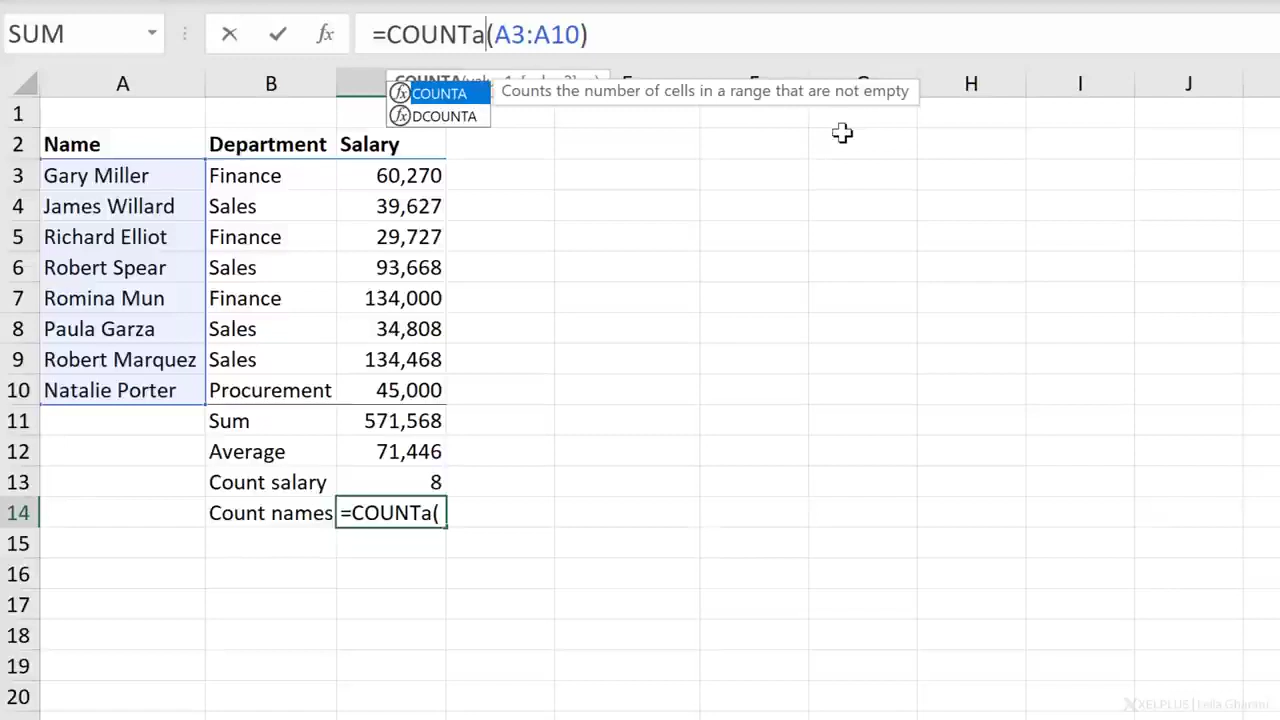 SUM fx =COUNTa(A3:A10)
COUNTA Counts the number of cells in a range that are not empty
DCOUNTA
A B H I J
1
2 Name Department Salary
3 Gary Miller Finance 60,270
4 James Willard Sales 39,627
5 Richard Elliot Finance 29,727
6 Robert Spear Sales 93,668
7 Romina Mun Finance 134,000
8 Paula Garza Sales 34,808
9 Robert Marquez Sales 134,468
10 Natalie Porter Procurement 45,000
11 Sum 571,568
12 Average 71,446
13 Count salary 8
14 Count names =COUNTa(
15
16
17
18
19
20
XELPLUS | Leila Gharani